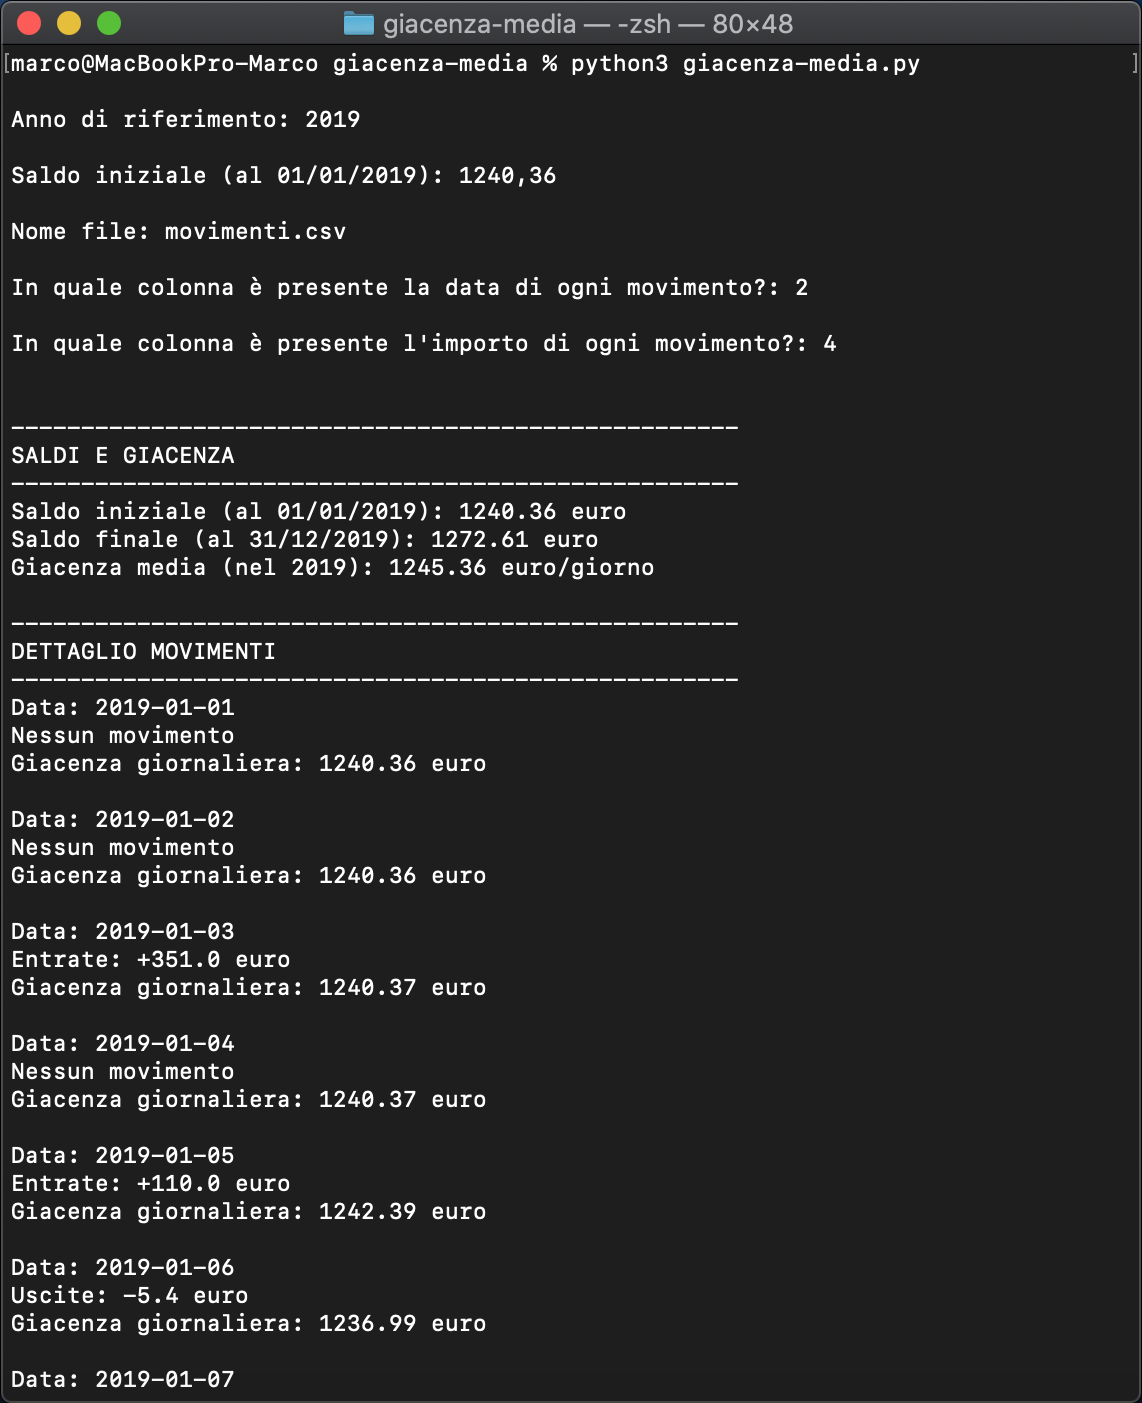 giacenza-media — -zsh — 80×48
[marco@MacBookPro-Marco giacenza-media % python3 giacenza-media.py ]
Anno di riferimento: 2019
Saldo iniziale (al 01/01/2019): 1240,36
Nome file: movimenti.csv
In quale colonna è presente la data di ogni movimento?: 2
In quale colonna è presente l'importo di ogni movimento?: 4
----------------------------------------------------
SALDI E GIACENZA
----------------------------------------------------
Saldo iniziale (al 01/01/2019): 1240.36 euro
Saldo finale (al 31/12/2019): 1272.61 euro
Giacenza media (nel 2019): 1245.36 euro/giorno
----------------------------------------------------
DETTAGLIO MOVIMENTI
----------------------------------------------------
Data: 2019-01-01
Nessun movimento
Giacenza giornaliera: 1240.36 euro
Data: 2019-01-02
Nessun movimento
Giacenza giornaliera: 1240.36 euro
Data: 2019-01-03
Entrate: +351.0 euro
Giacenza giornaliera: 1240.37 euro
Data: 2019-01-04
Nessun movimento
Giacenza giornaliera: 1240.37 euro
Data: 2019-01-05
Entrate: +110.0 euro
Giacenza giornaliera: 1242.39 euro
Data: 2019-01-06
Uscite: -5.4 euro
Giacenza giornaliera: 1236.99 euro
Data: 2019-01-07